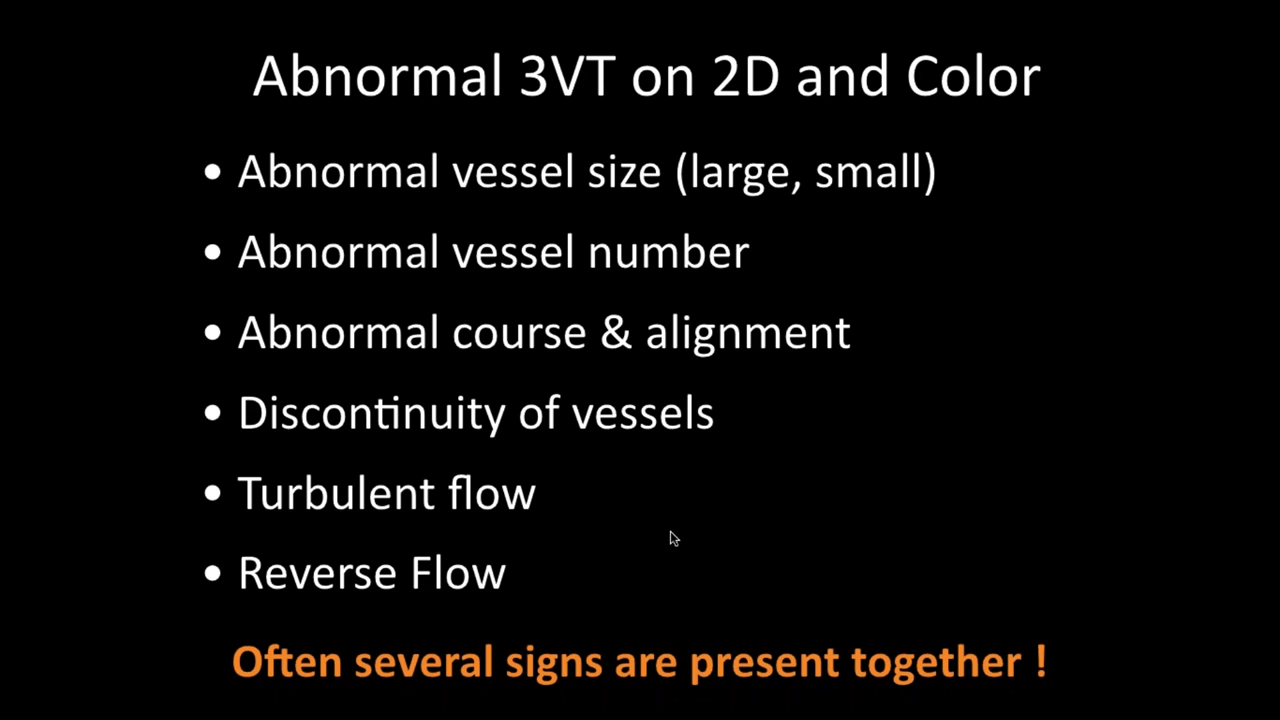 Abnormal 3VT on 2D and Color
• Abnormal vessel size (large, small)
• Abnormal vessel number
• Abnormal course & alignment
• Discontinuity of vessels
• Turbulent flow
• Reverse Flow
Often several signs are present together !